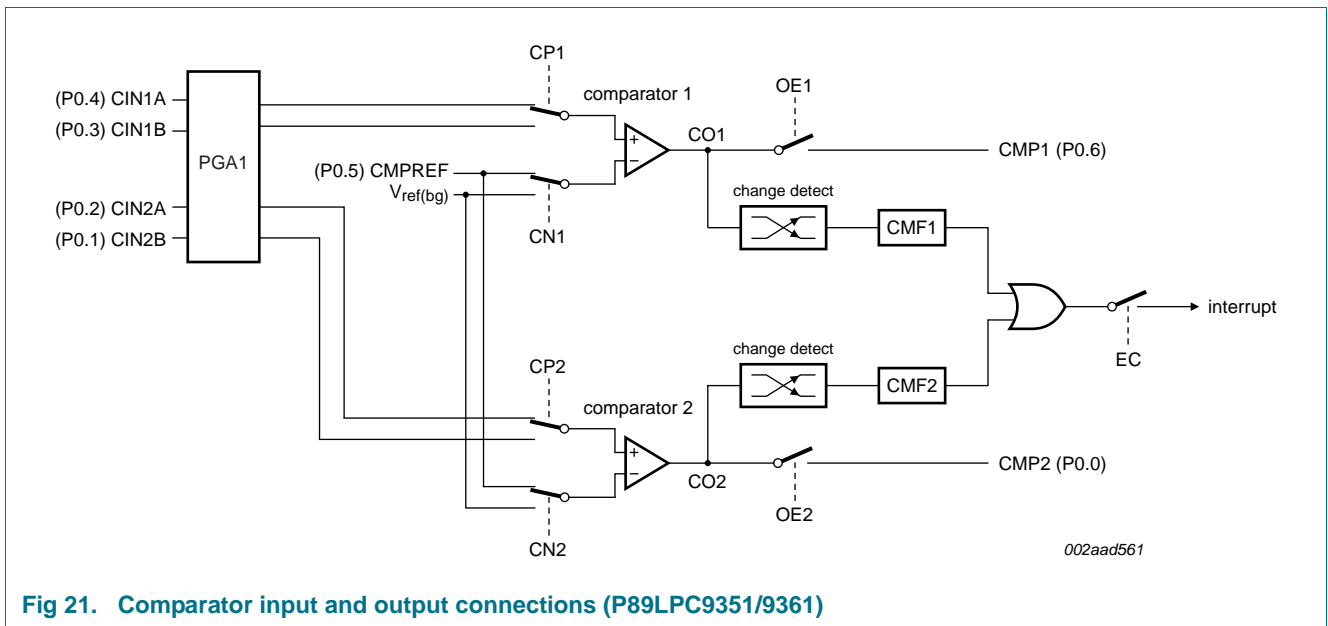 CP1
OE1
(P0.4) CIN1A
comparator 1
(P0.3) CIN1B
CO1
CMP1 (P0.6)
PGA1
(P0.5) CMPREF
Vref(bg)
change detect
(P0.2) CIN2A
(P0.1) CIN2B
CN1
CMF1
interrupt
change detect
EC
CP2
CMF2
comparator 2
CMP2 (P0.0)
CO2
OE2
CN2
002aad561
Fig 21. Comparator input and output connections (P89LPC9351/9361)